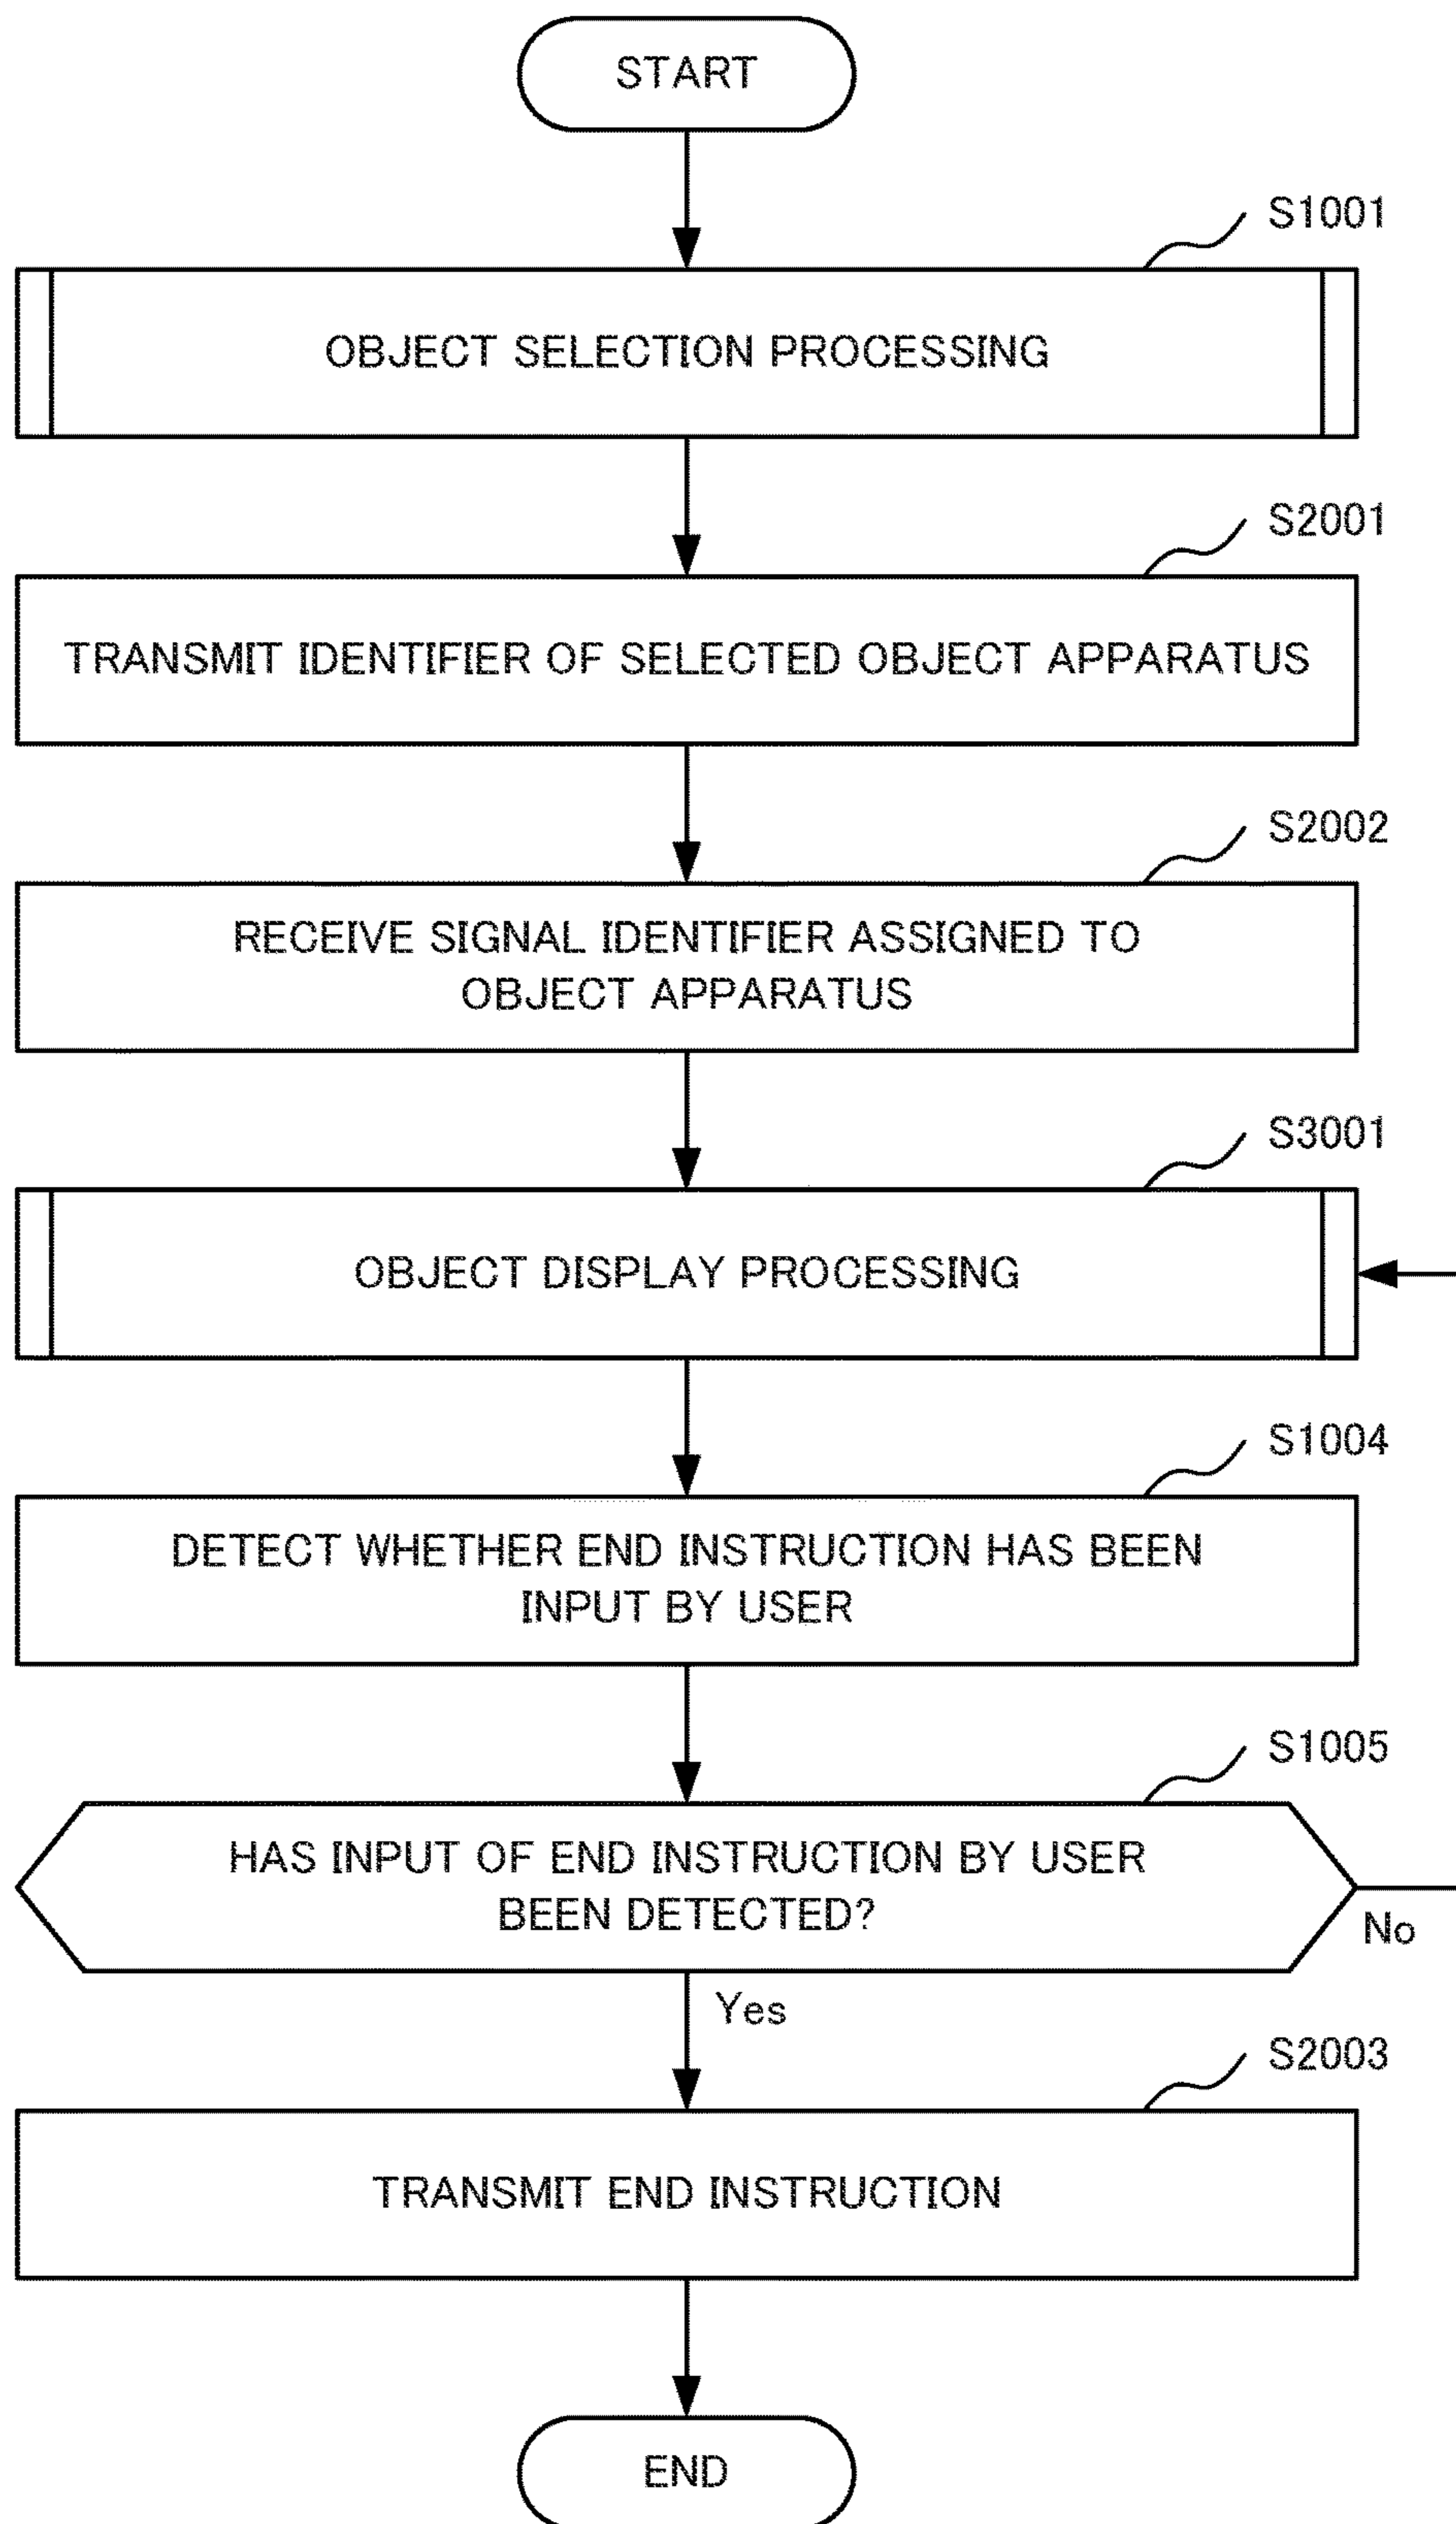 START
S1001
OBJECT SELECTION PROCESSING
S2001
TRANSMIT IDENTIFIER OF SELECTED OBJECT APPARATUS
S2002
RECEIVE SIGNAL IDENTIFIER ASSIGNED TO
OBJECT APPARATUS
S3001
OBJECT DISPLAY PROCESSING
S1004
DETECT WHETHER END INSTRUCTION HAS BEEN
INPUT BY USER
S1005
HAS INPUT OF END INSTRUCTION BY USER
BEEN DETECTED?
No
Yes
S2003
TRANSMIT END INSTRUCTION
END